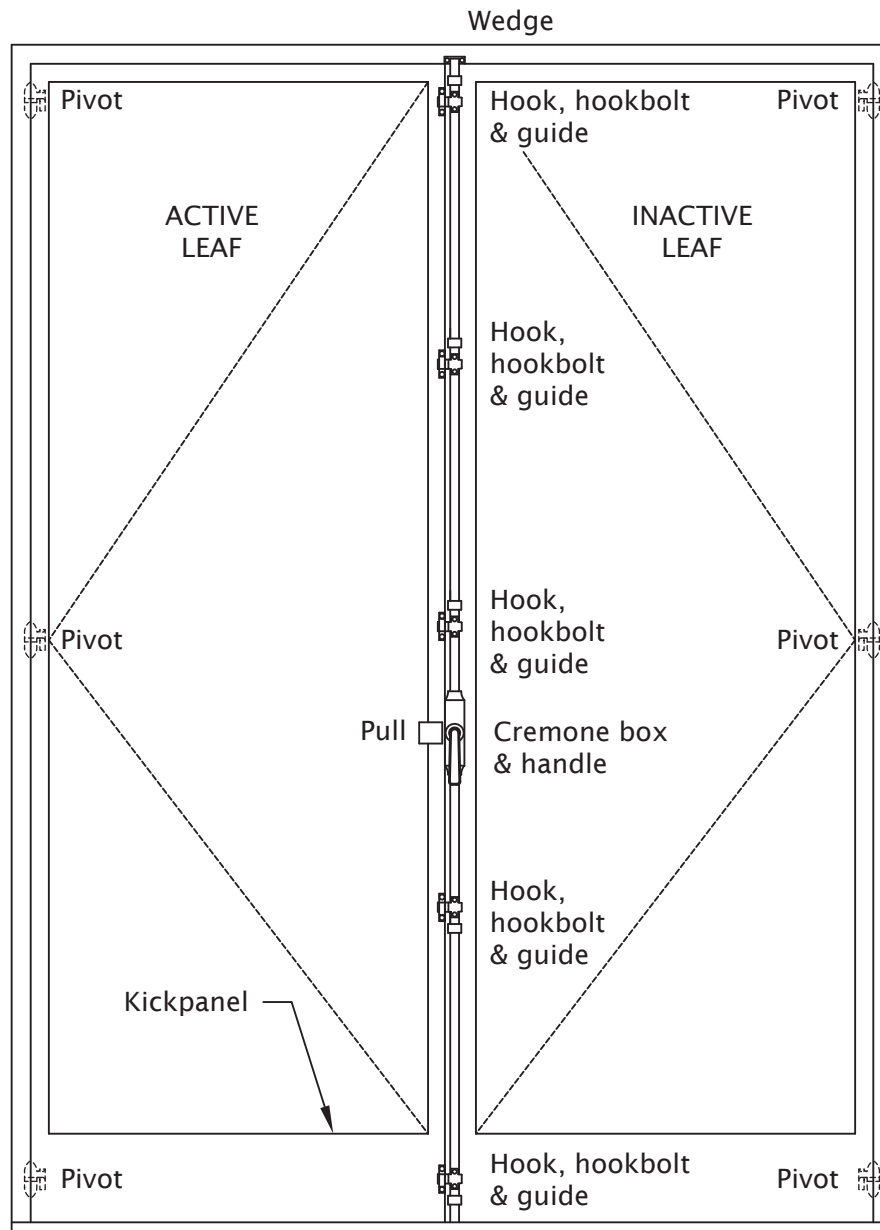 Wedge
Pivot
Hook, hookbolt
& guide
Pivot
ACTIVE
LEAF
INACTIVE
LEAF
Hook,
hookbolt
& guide
Hook,
hookbolt
& guide
Pivot
Pivot
Pull
Cremone box
& handle
Hook,
hookbolt
& guide
Kickpanel
Pivot
Hook, hookbolt
& guide
Pivot